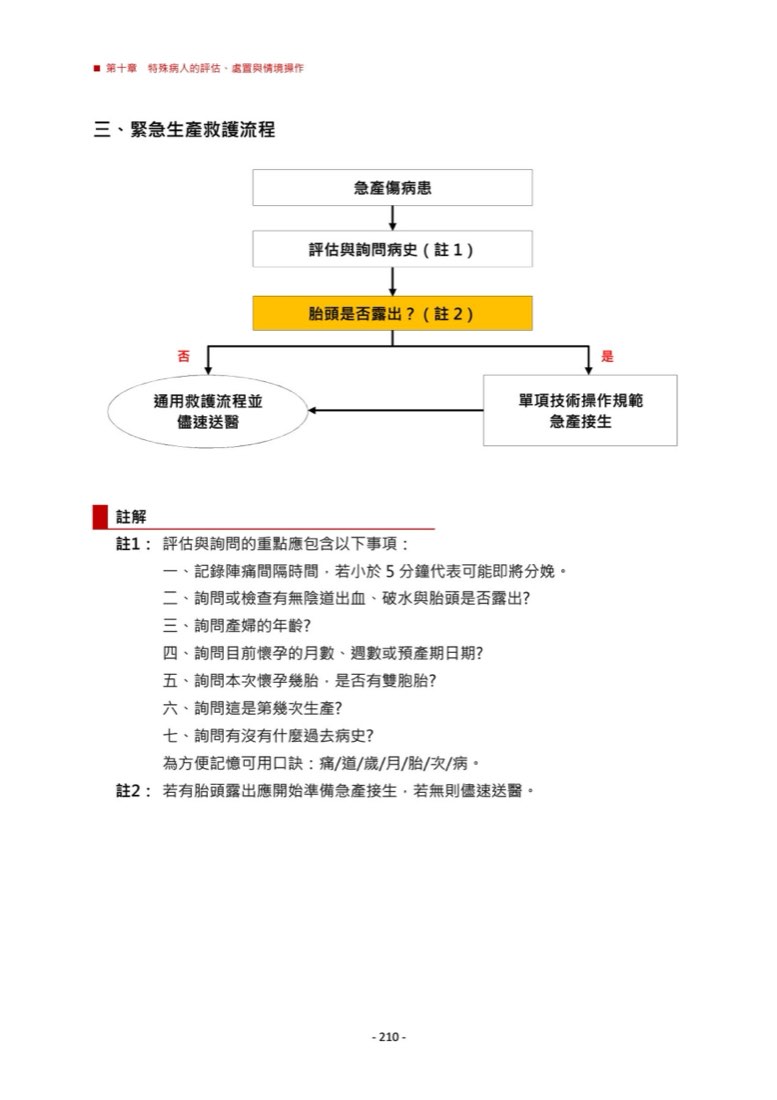 ■ 第十章 特殊病人的評估、處置與情境操作
三、緊急生產救護流程
急產傷病患
評估與詢問病史（註 1）
胎頭是否露出？（註 2）
否
是
通用救護流程並
儘速送醫
單項技術操作規範
急產接生
註解
註1： 評估與詢問的重點應包含以下事項：
一、記錄陣痛間隔時間，若小於 5 分鐘代表可能即將分娩。
二、詢問或檢查有無陰道出血、破水與胎頭是否露出?
三、詢問產婦的年齡?
四、詢問目前懷孕的月數、週數或預產期日期?
五、詢問本次懷孕幾胎，是否有雙胞胎?
六、詢問這是第幾次生產?
七、詢問有沒有什麼過去病史?
為方便記憶可用口訣：痛/道/歲/月/胎/次/病。
註2： 若有胎頭露出應開始準備急產接生，若無則儘速送醫。
- 210 -